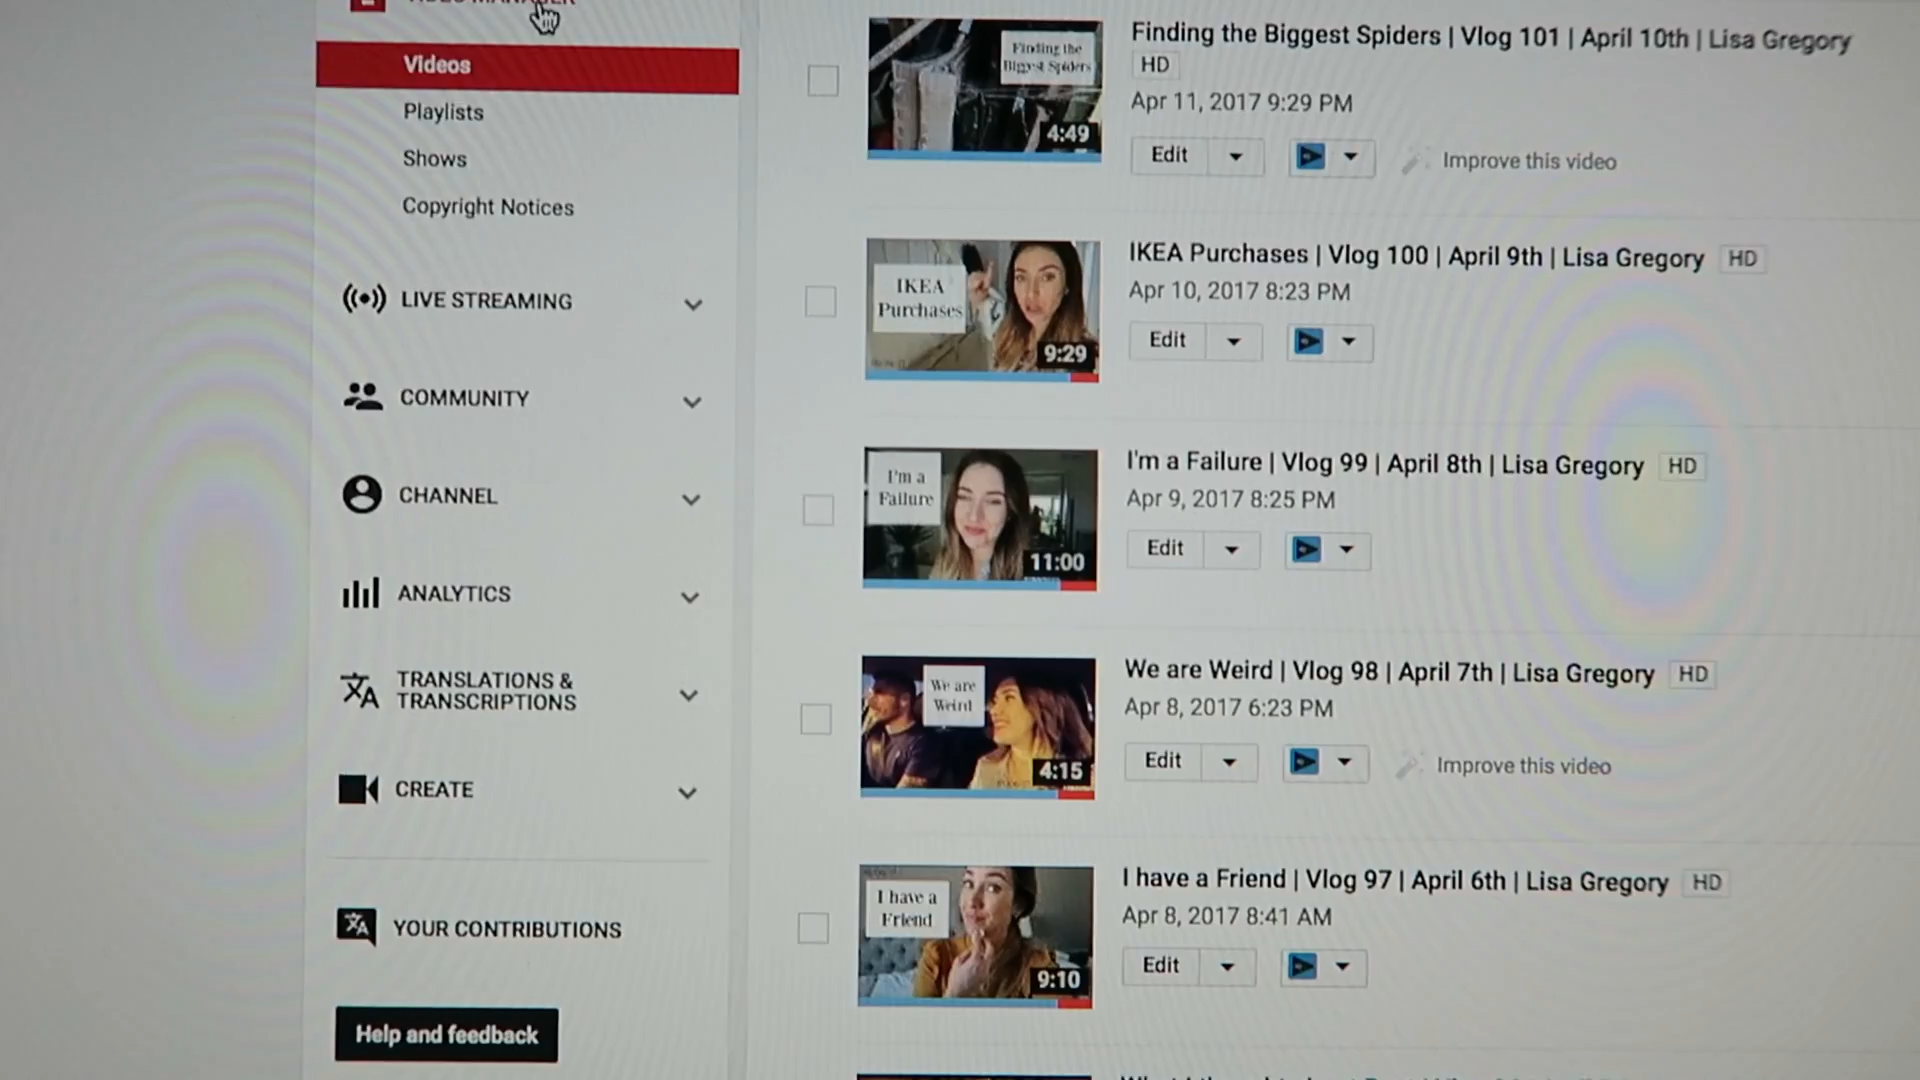 VIDEO MANAGER
Videos
Playlists
Shows
Copyright Notices
LIVE STREAMING
COMMUNITY
CHANNEL
ANALYTICS
TRANSLATIONS &
TRANSCRIPTIONS
CREATE
YOUR CONTRIBUTIONS
Help and feedback
Finding the
Biggest Spiders
4:49
Finding the Biggest Spiders | Vlog 101 | April 10th | Lisa Gregory
HD
Apr 11, 2017 9:29 PM
Edit
Improve this video
IKEA
Purchases
9:29
IKEA Purchases | Vlog 100 | April 9th | Lisa Gregory HD
Apr 10, 2017 8:23 PM
Edit
I'm a
Failure
11:00
I'm a Failure | Vlog 99 | April 8th | Lisa Gregory HD
Apr 9, 2017 8:25 PM
Edit
We are
Weird
4:15
We are Weird | Vlog 98 | April 7th | Lisa Gregory HD
Apr 8, 2017 6:23 PM
Edit
Improve this video
I have a
Friend
9:10
I have a Friend | Vlog 97 | April 6th | Lisa Gregory HD
Apr 8, 2017 8:41 AM
Edit